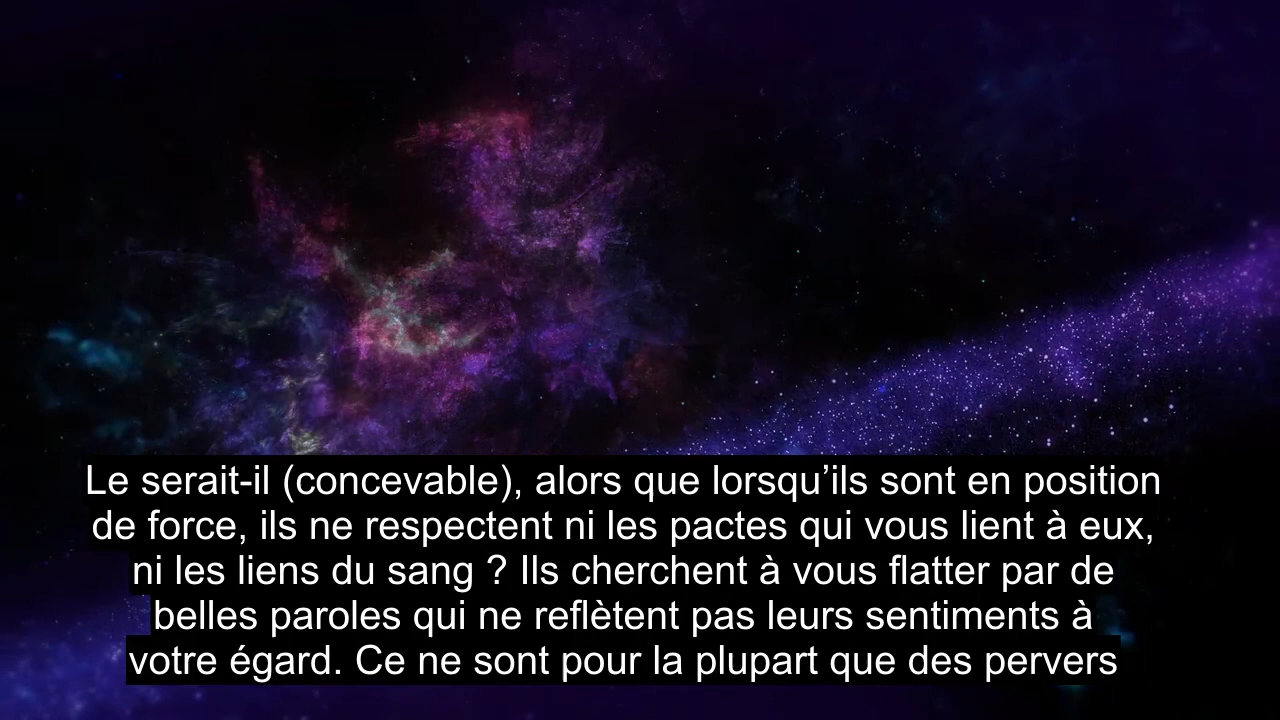 Le serait-il (concevable), alors que lorsqu’ils sont en position
de force, ils ne respectent ni les pactes qui vous lient à eux,
ni les liens du sang ? Ils cherchent à vous flatter par de
belles paroles qui ne reflètent pas leurs sentiments à
votre égard. Ce ne sont pour la plupart que des pervers